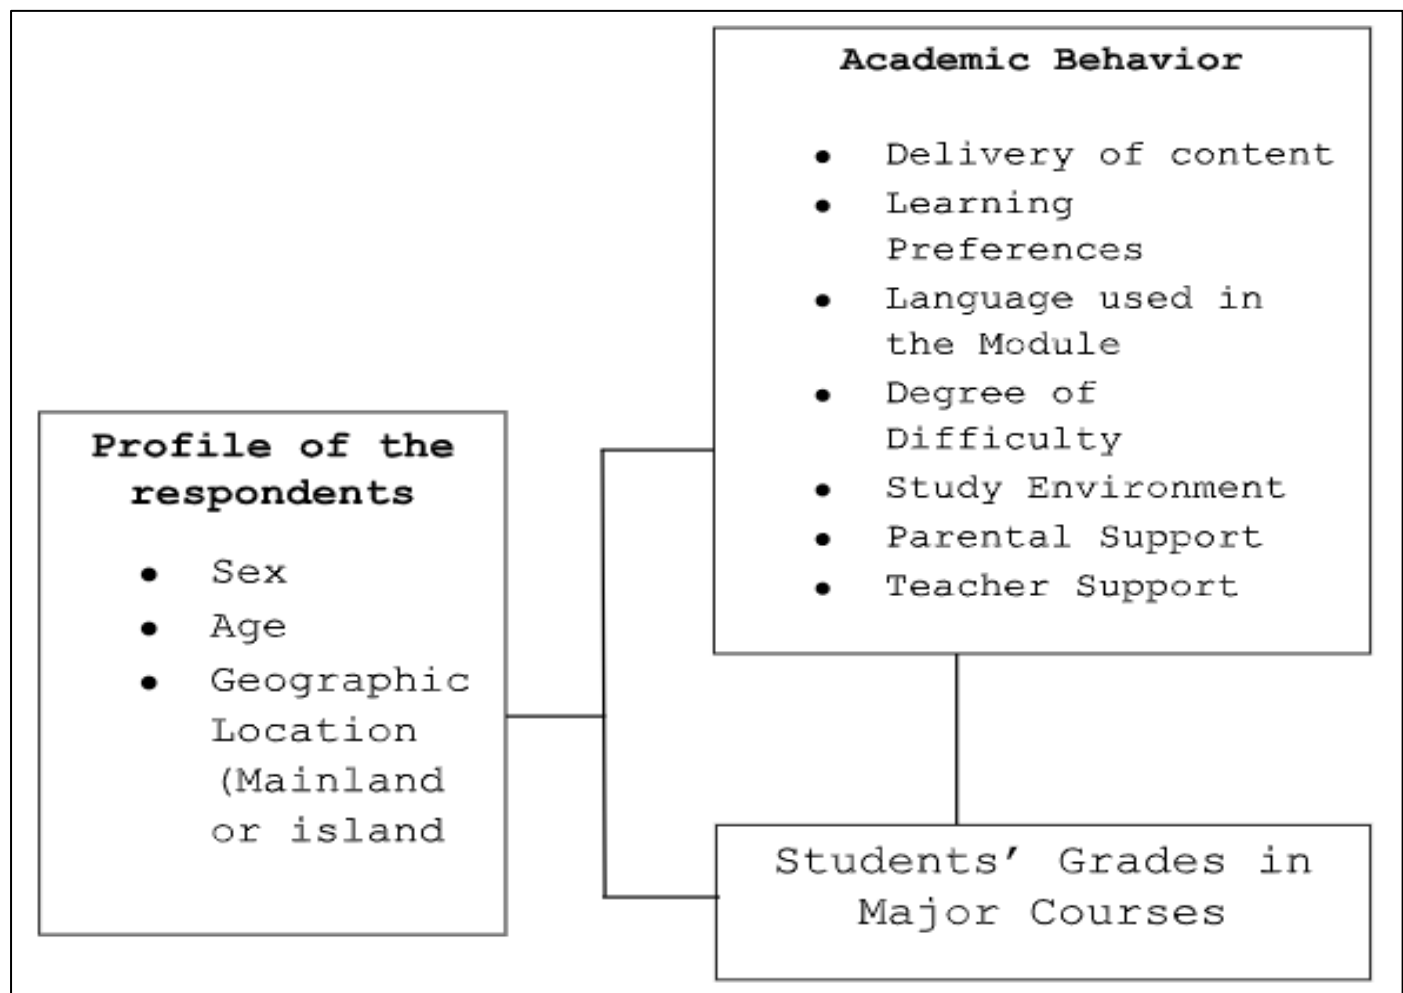 Academic Behavior
● Delivery of content
● Learning
Preferences
● Language used in
the Module
● Degree of
Difficulty
● Study Environment
● Parental Support
● Teacher Support
Profile of the
respondents
● Sex
● Age
● Geographic
Location
(Mainland
or island
Students’ Grades in
Major Courses